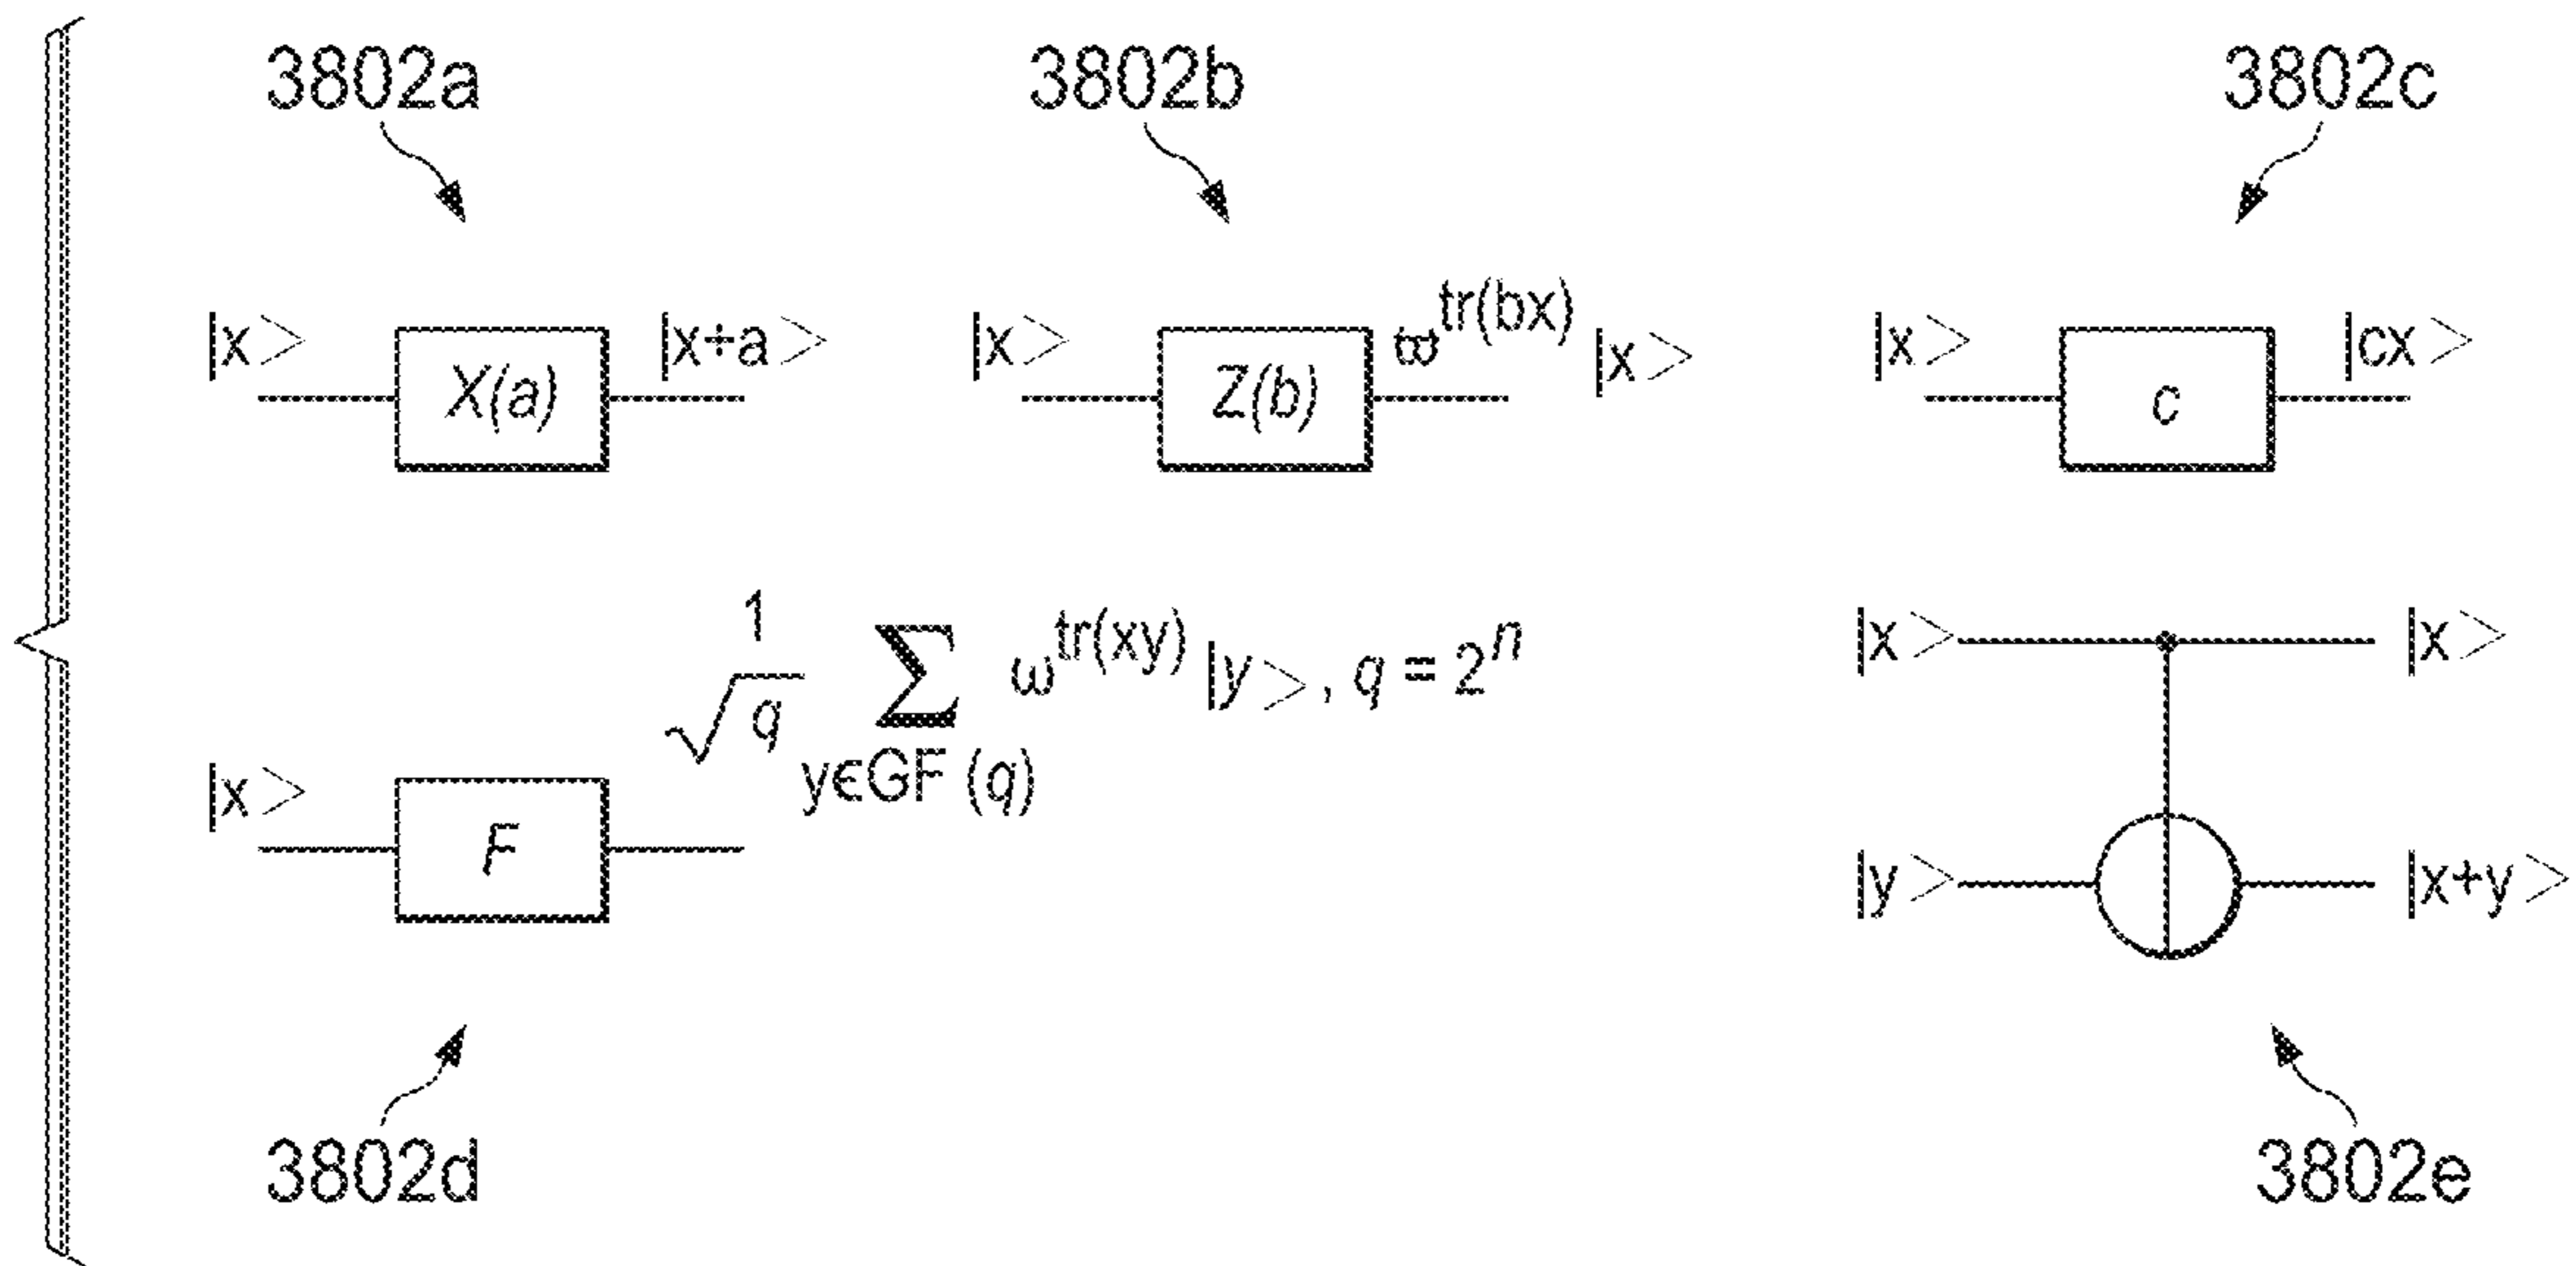 3802a 3802b 3802c
|x> X(a) |x+a> |x> Z(b) ϖ^tr(bx) |x> |x> c |cx>
|x> F 1/√q ∑ y∈GF (q) ω^tr(xy) |y>, q = 2^n
|x> |x>
|y> |x+y>
3802d 3802e